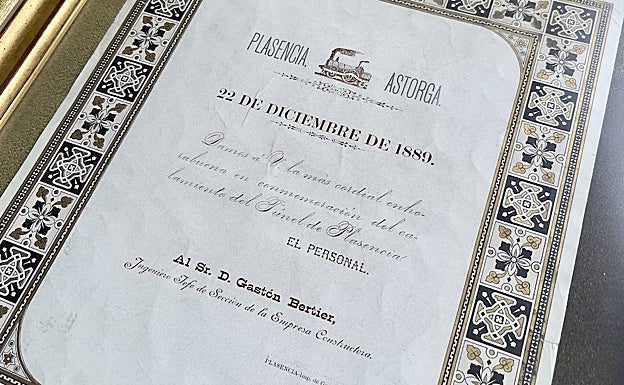 PLASENCIA. ASTORGA.
22 DE DICIEMBRE DE 1889.
Damos á V. la más cordial enho-
rabuena en conmemoración del ca-
lamiento del Tunel de Plasencia
EL PERSONAL.
Al Sr. D. Gastón Bertier,
Ingeniero Jefe de Sección de la Empresa Constructora.
PLASENCIA-Imp. de